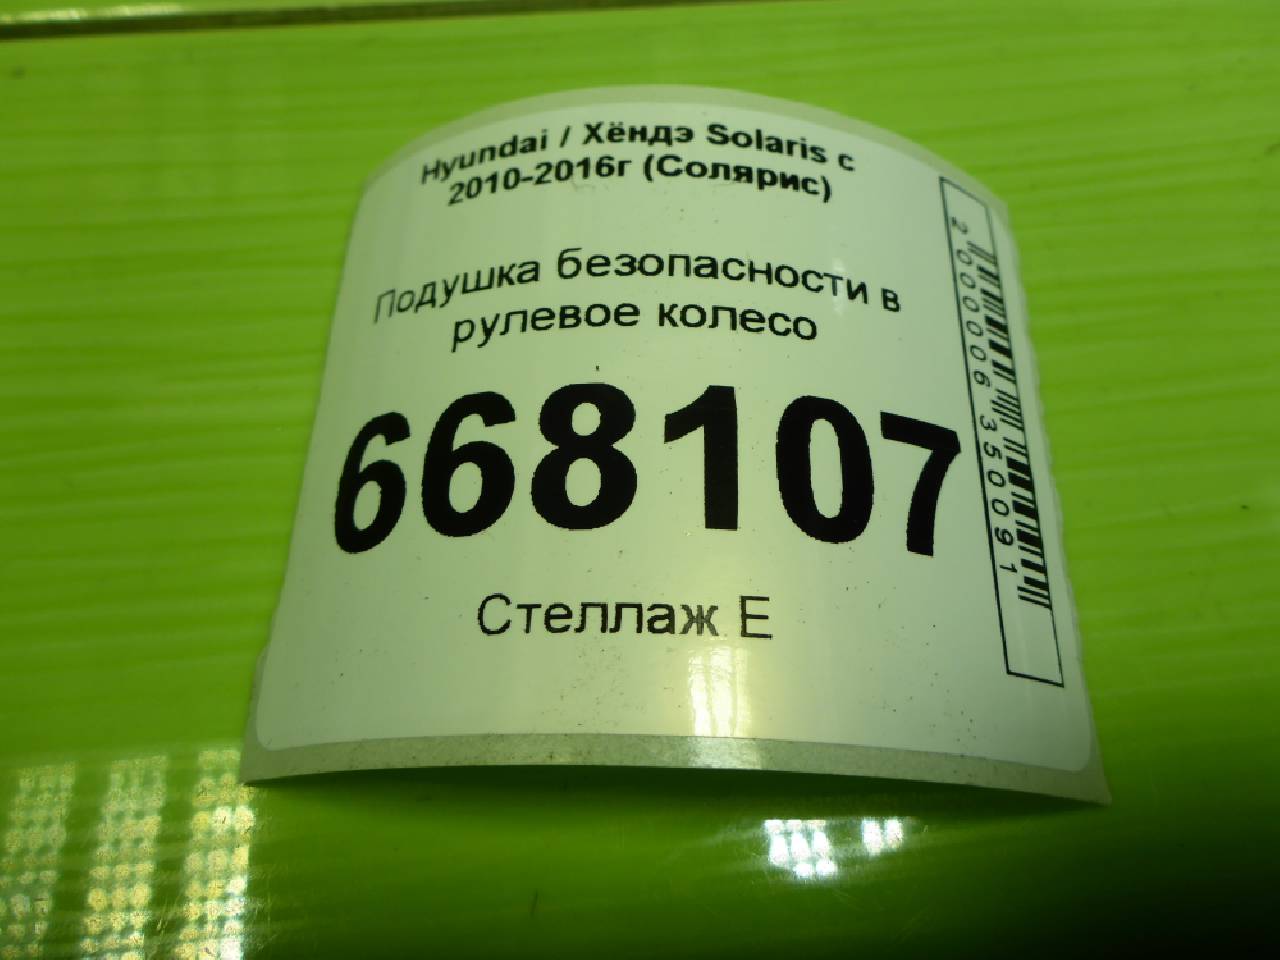 Hyundai / Хёндэ Solaris с
2010-2016г (Солярис)
Подушка безопасности в
рулевое колесо
668107
Стеллаж Е
2000006350091